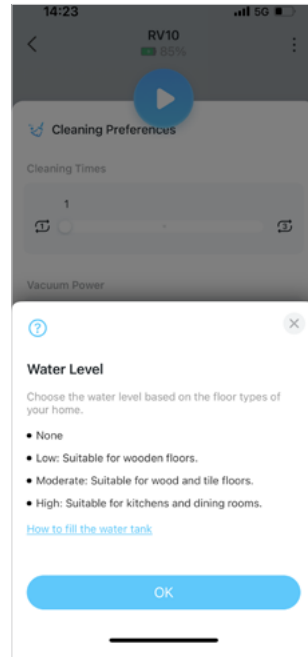 14:23
5G
RV10
85%
Cleaning Preferences
Cleaning Times
1
1
3
Vacuum Power
?
Water Level
Choose the water level based on the floor types of
your home.
• None
• Low: Suitable for wooden floors.
• Moderate: Suitable for wood and tile floors.
• High: Suitable for kitchens and dining rooms.
How to fill the water tank
OK